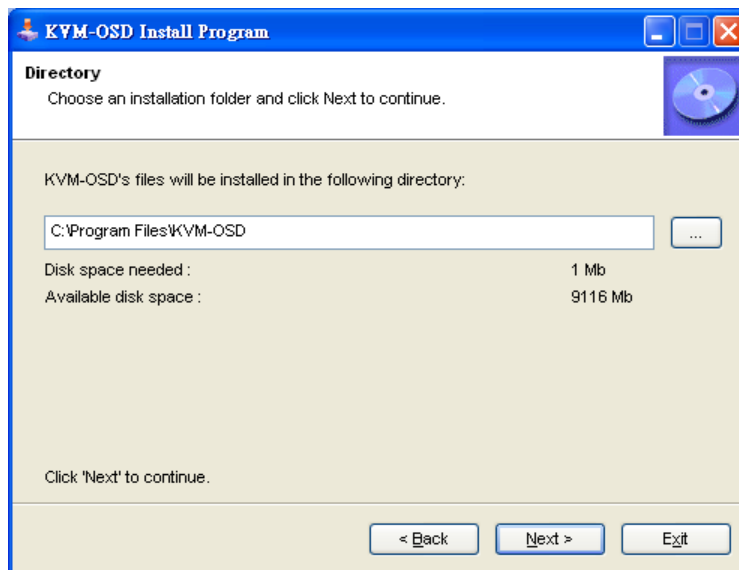 KVM-OSD Install Program
Directory
Choose an installation folder and click Next to continue.
KVM-OSD's files will be installed in the following directory:
C:\Program Files\KVM-OSD
...
Disk space needed : 1 Mb
Available disk space : 9116 Mb
Click 'Next' to continue.
< Back Next > Exit